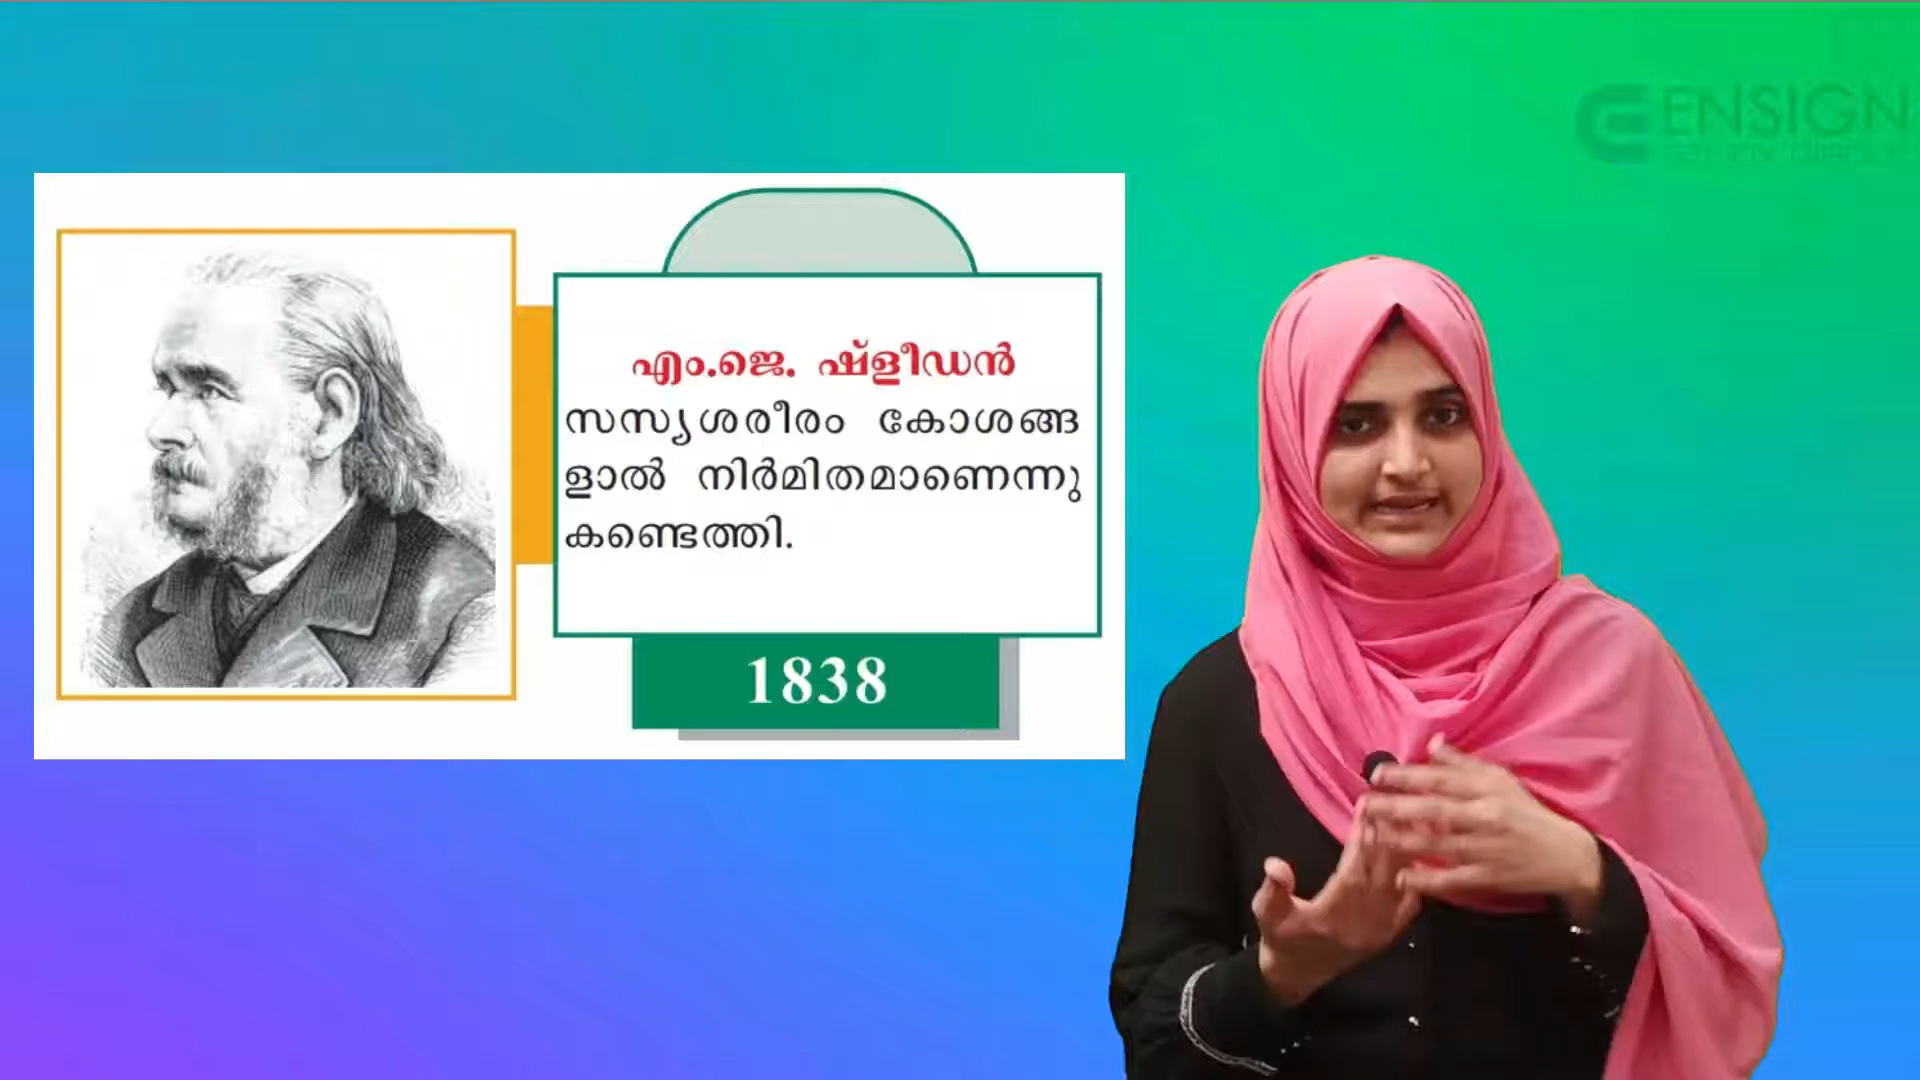 ENSIGN
എം.ജെ. ഷ്ളീഡൻ
സസ്യശരീരം കോശങ്ങ
ളാൽ നിർമിതമാണെന്നു
കണ്ടെത്തി.
1838